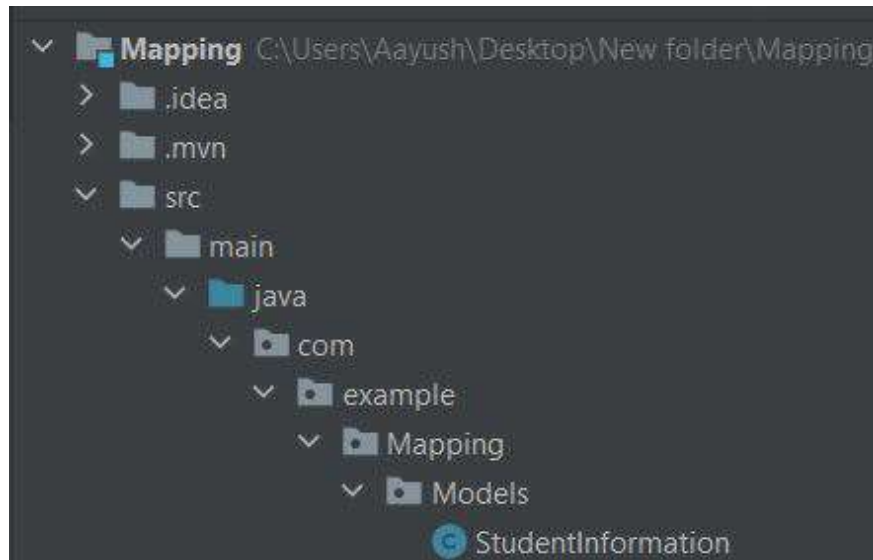 Mapping C:\Users\Aayush\Desktop\New folder\Mapping
.idea
.mvn
src
main
java
com
example
Mapping
Models
StudentInformation